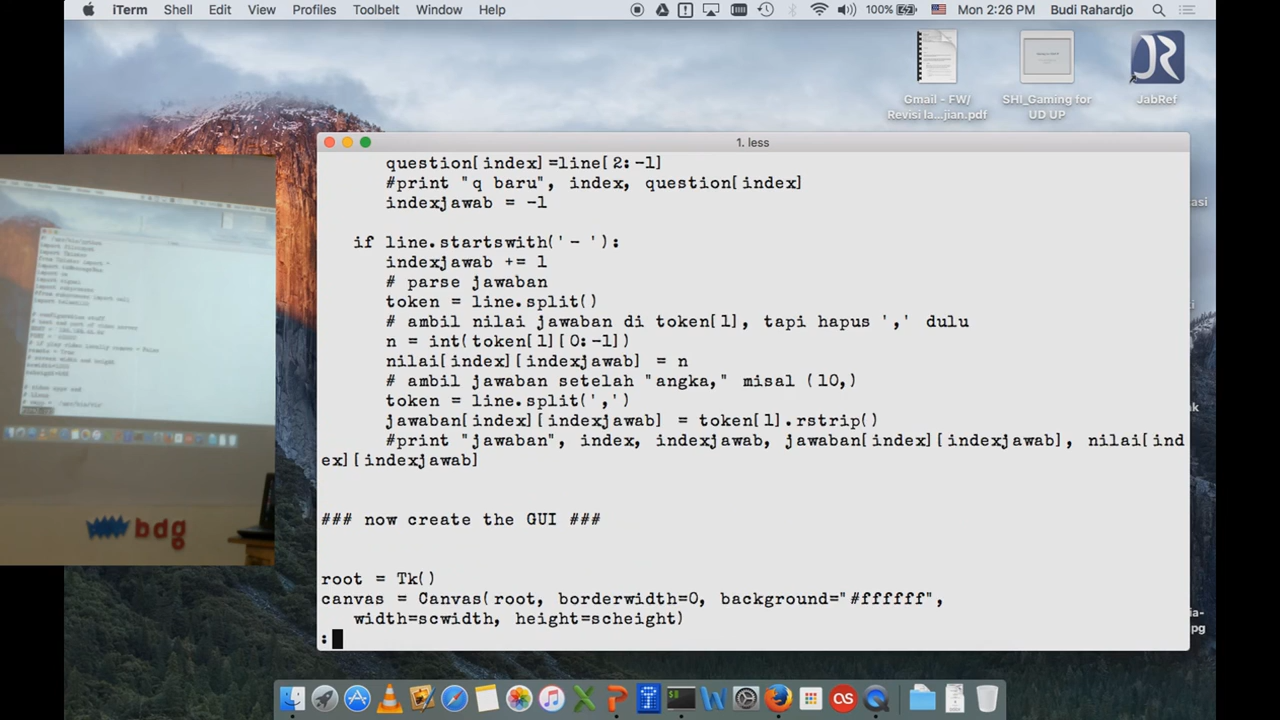 iTerm Shell Edit View Profiles Toolbelt Window Help 100% Mon 2:26 PM Budi Rahardjo
Gmail - FW/
Revisi la...jian.pdf
SHI_Gaming for
UD UP
JabRef
1. less
question[index]=line[2:-1]
#print "q baru", index, question[index]
indexjawab = -1
if line.startswith('- '):
indexjawab += 1
# parse jawaban
token = line.split()
# ambil nilai jawaban di token[1], tapi hapus ',' dulu
n = int(token[1][0:-1])
nilai[index][indexjawab] = n
# ambil jawaban setelah "angka," misal (10,)
token = line.split(',')
jawaban[index][indexjawab] = token[1].rstrip()
#print "jawaban", index, indexjawab, jawaban[index][indexjawab], nilai[ind
ex][indexjawab]
### now create the GUI ###
root = Tk()
canvas = Canvas(root, borderwidth=0, background="#ffffff",
width=scwidth, height=scheight)
:
bdg